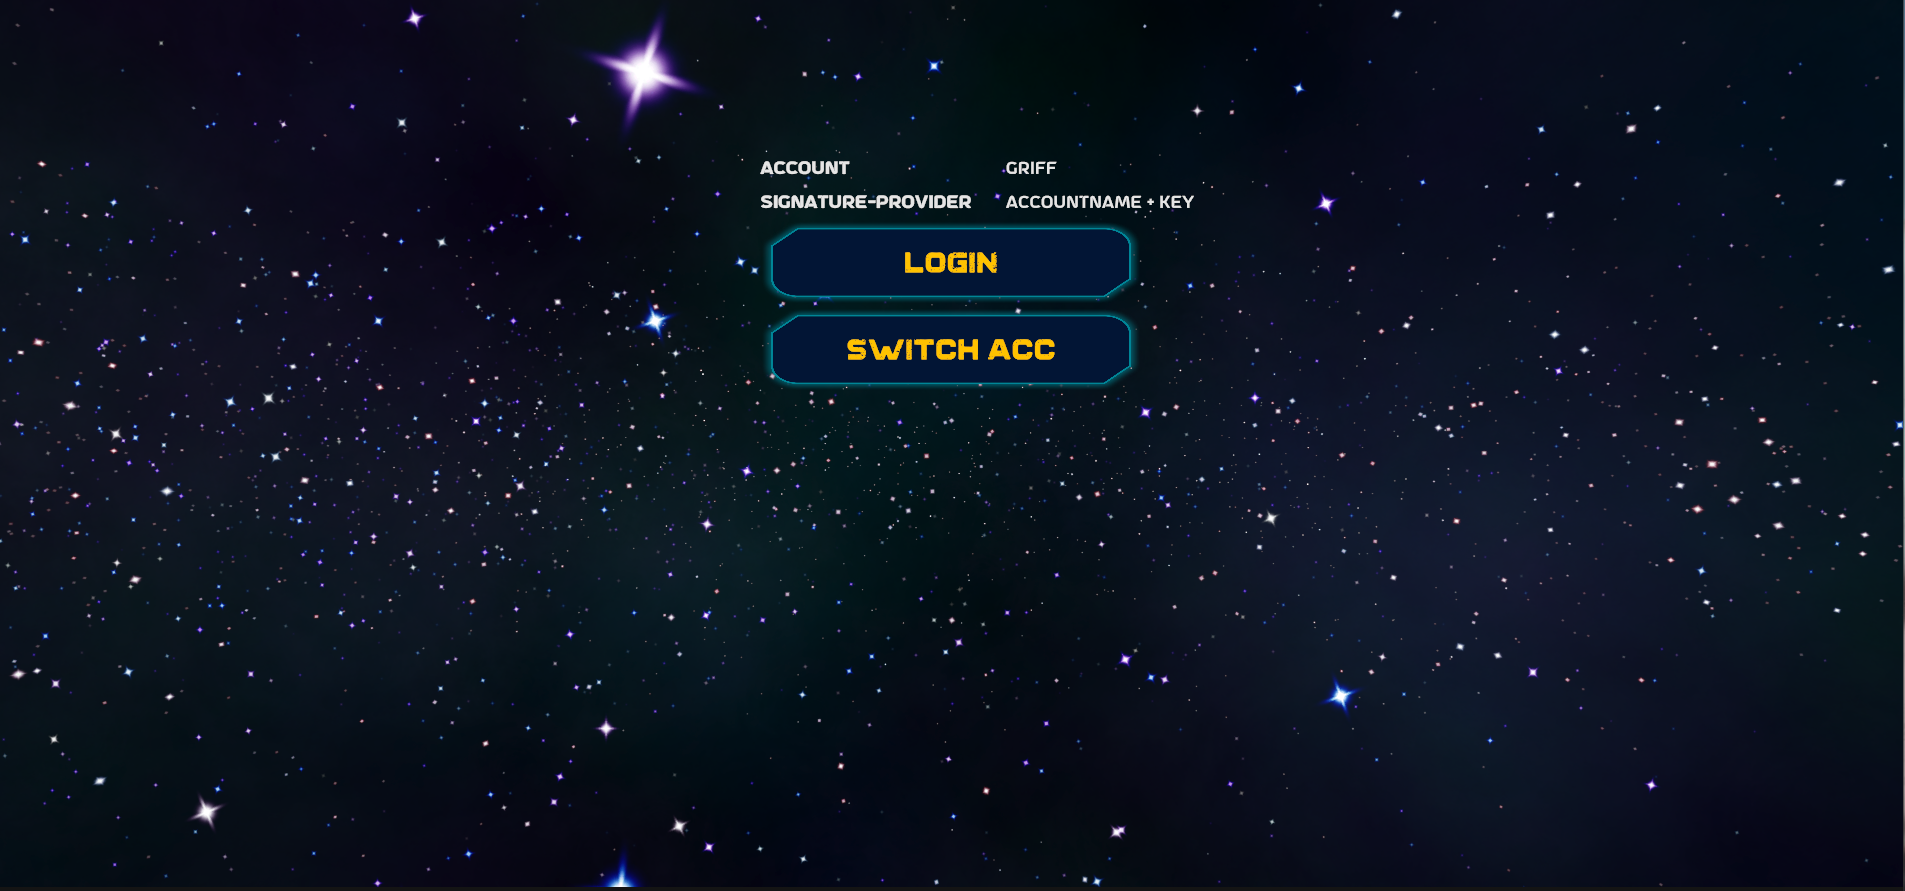 ACCOUNT GRIFF
SIGNATURE-PROVIDER ACCOUNTNAME + KEY
LOGIN
SWITCH ACC